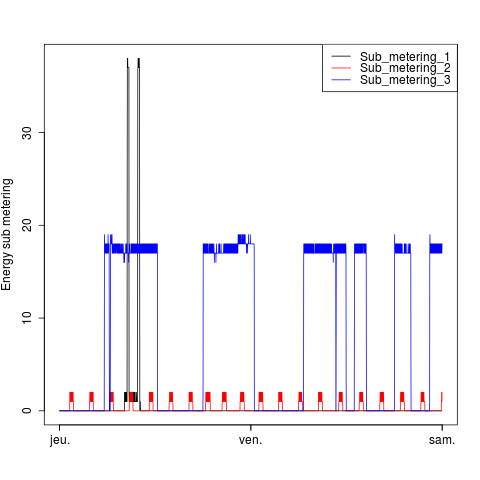 Sub_metering_1
Sub_metering_2
Sub_metering_3
Energy sub metering
30
20
10
0
jeu.
ven.
sam.